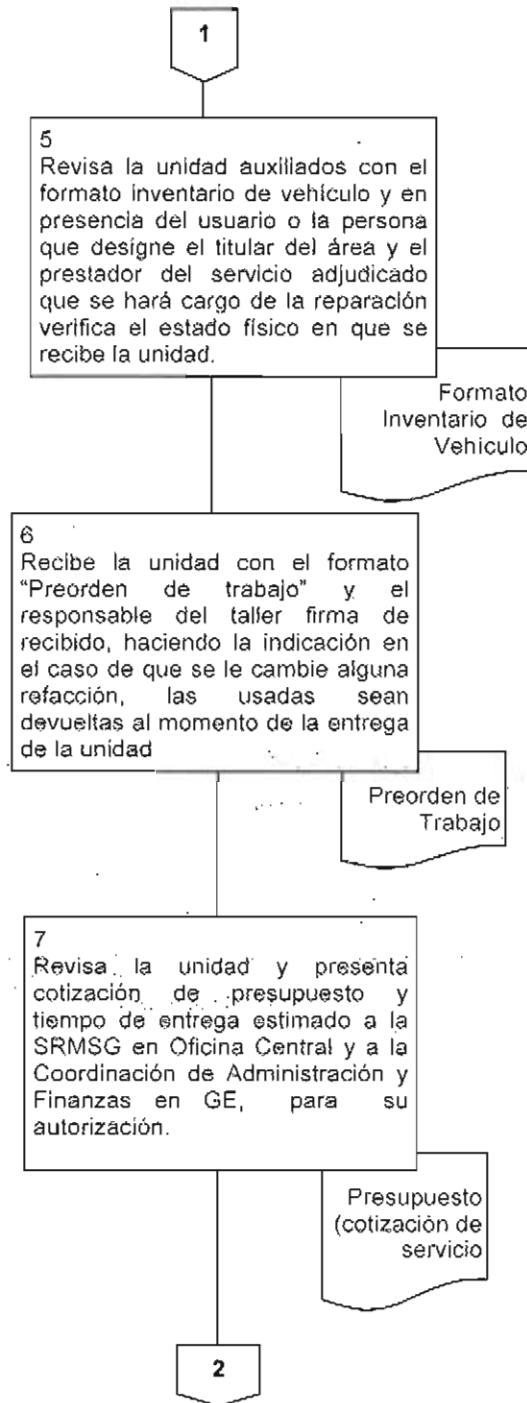 1
5
Revisa la unidad auxiliados con el
formato inventario de vehículo y en
presencia del usuario o la persona
que designe el titular del área y el
prestador del servicio adjudicado
que se hará cargo de la reparación
verifica el estado físico en que se
recibe la unidad.
Formato
Inventario de
Vehículo
6
Recibe la unidad con el formato
"Preorden de trabajo" y el
responsable del taller firma de
recibido, haciendo la indicación en
el caso de que se le cambie alguna
refacción, las usadas sean
devueltas al momento de la entrega
de la unidad
Preorden de
Trabajo
7
Revisa la unidad y presenta
cotización de presupuesto y
tiempo de entrega estimado a la
SRMSG en Oficina Central y a la
Coordinación de Administración y
Finanzas en GE, para su
autorización.
Presupuesto
(cotización de
servicio
2